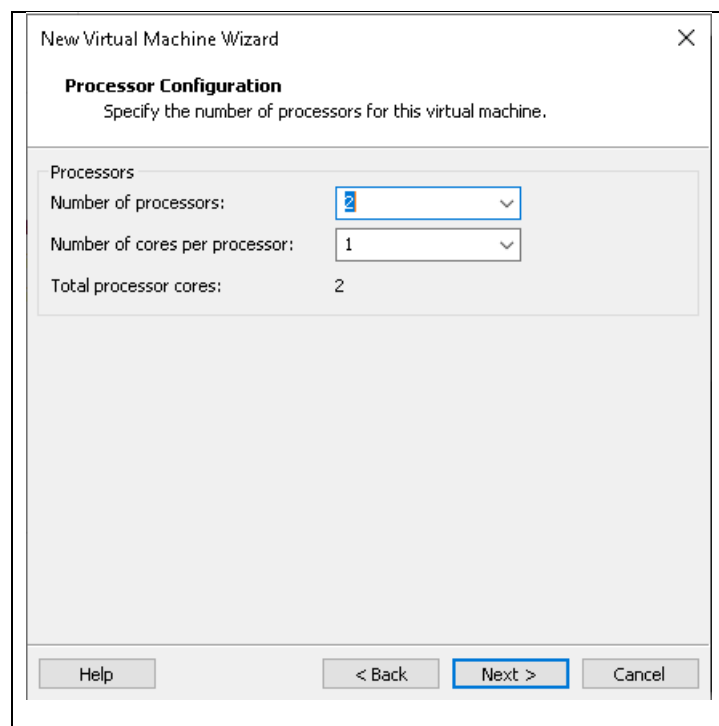 New Virtual Machine Wizard
Processor Configuration
Specify the number of processors for this virtual machine.
Processors
Number of processors: 2
Number of cores per processor: 1
Total processor cores: 2
Help < Back Next > Cancel